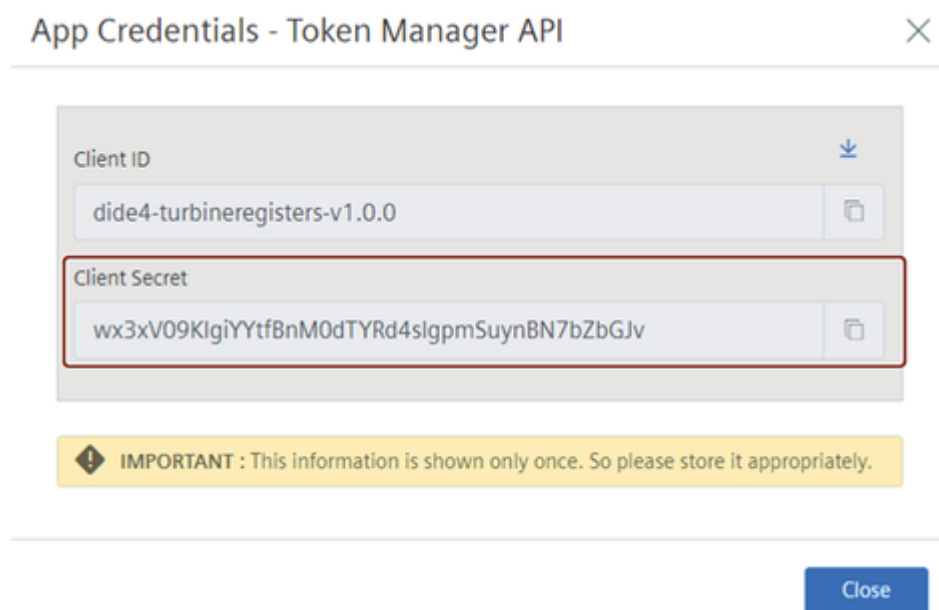 App Credentials - Token Manager API
Client ID
dide4-turbineregisters-v1.0.0
Client Secret
wx3xV09KIgiYYtfBnM0dTYRd4sIgpmSuynBN7bZbGJv
IMPORTANT : This information is shown only once. So please store it appropriately.
Close